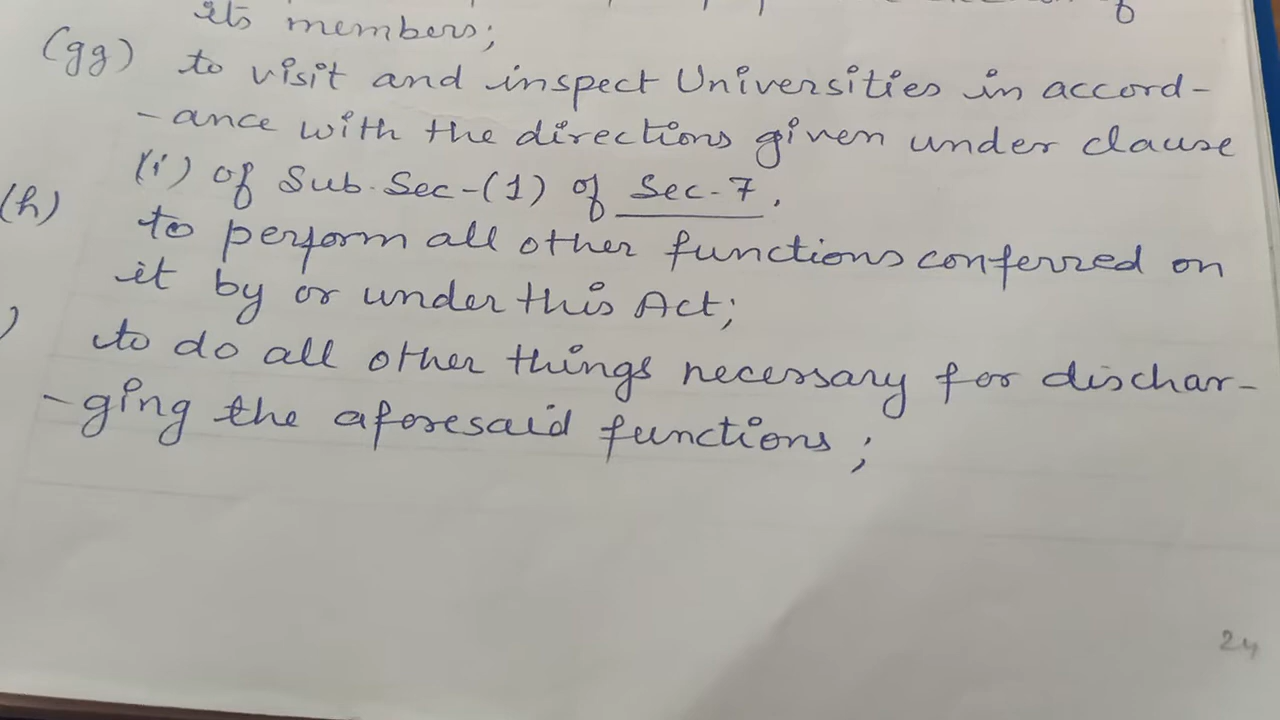 its members;
(gg) to visit and inspect Universities in accord-
-ance with the directions given under clause
(i) of Sub.Sec-(1) of Sec-7.
(h) to perform all other functions conferred on
it by or under this Act;
) to do all other things necessary for dischar-
-ging the aforesaid functions;
24